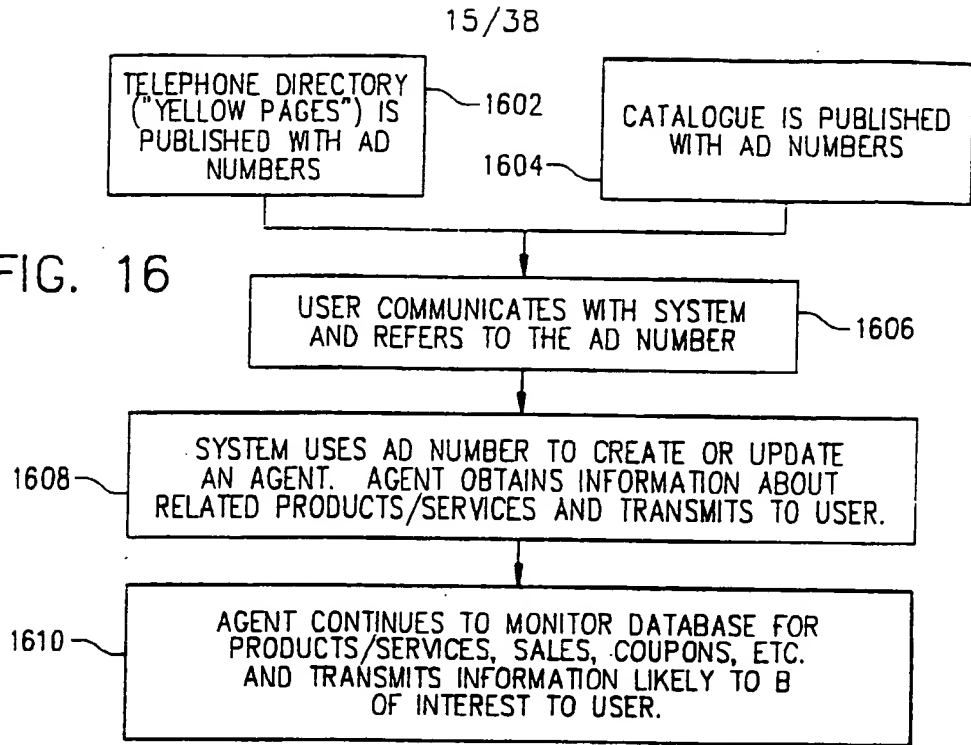 15/38
TELEPHONE DIRECTORY
("YELLOW PAGES") IS
PUBLISHED WITH AD
NUMBERS
1602
CATALOGUE IS PUBLISHED
WITH AD NUMBERS
1604
FIG. 16
USER COMMUNICATES WITH SYSTEM
AND REFERS TO THE AD NUMBER
1606
SYSTEM USES AD NUMBER TO CREATE OR UPDATE
AN AGENT. AGENT OBTAINS INFORMATION ABOUT
RELATED PRODUCTS/SERVICES AND TRANSMITS TO USER.
1608
AGENT CONTINUES TO MONITOR DATABASE FOR
PRODUCTS/SERVICES, SALES, COUPONS, ETC.
AND TRANSMITS INFORMATION LIKELY TO B
OF INTEREST TO USER.
1610